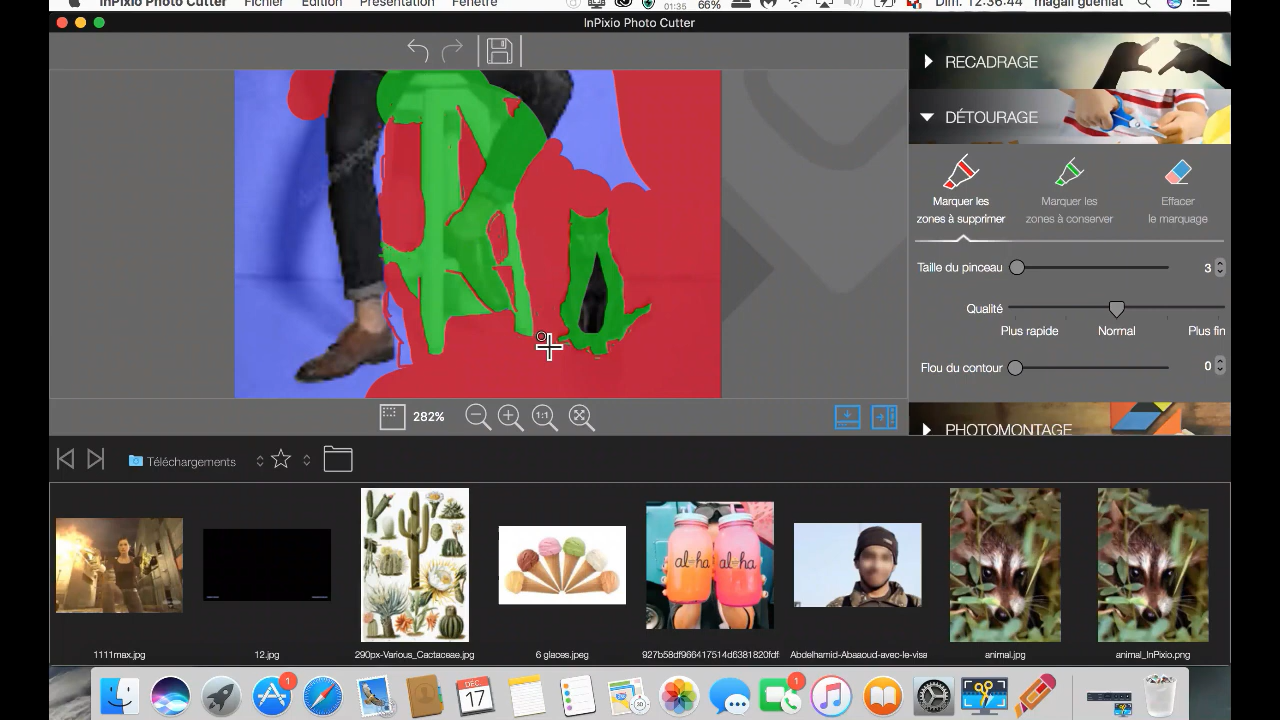 InPixio Photo Cutter Fichier Édition Présentation Fenêtre 01:35 66% Dim. 12:36:44 magali gueniat
InPixio Photo Cutter
RECADRAGE
DÉTOURAGE
Marquer les zones à supprimer
Marquer les zones à conserver
Effacer le marquage
Taille du pinceau 3
Qualité
Plus rapide Normal Plus fin
Flou du contour 0
282% 1:1
PHOTOMONTAGE
Téléchargements
al-ha al-ha
1111max.jpg 12.jpg 290px-Various_Cactaceae.jpg 6 glaces.jpeg 927b58df966417514d6381820fdf Abdelhamid-Abaaoud-avec-le-visa animal.jpg animal_InPixio.png
1 DÉC. 17 1